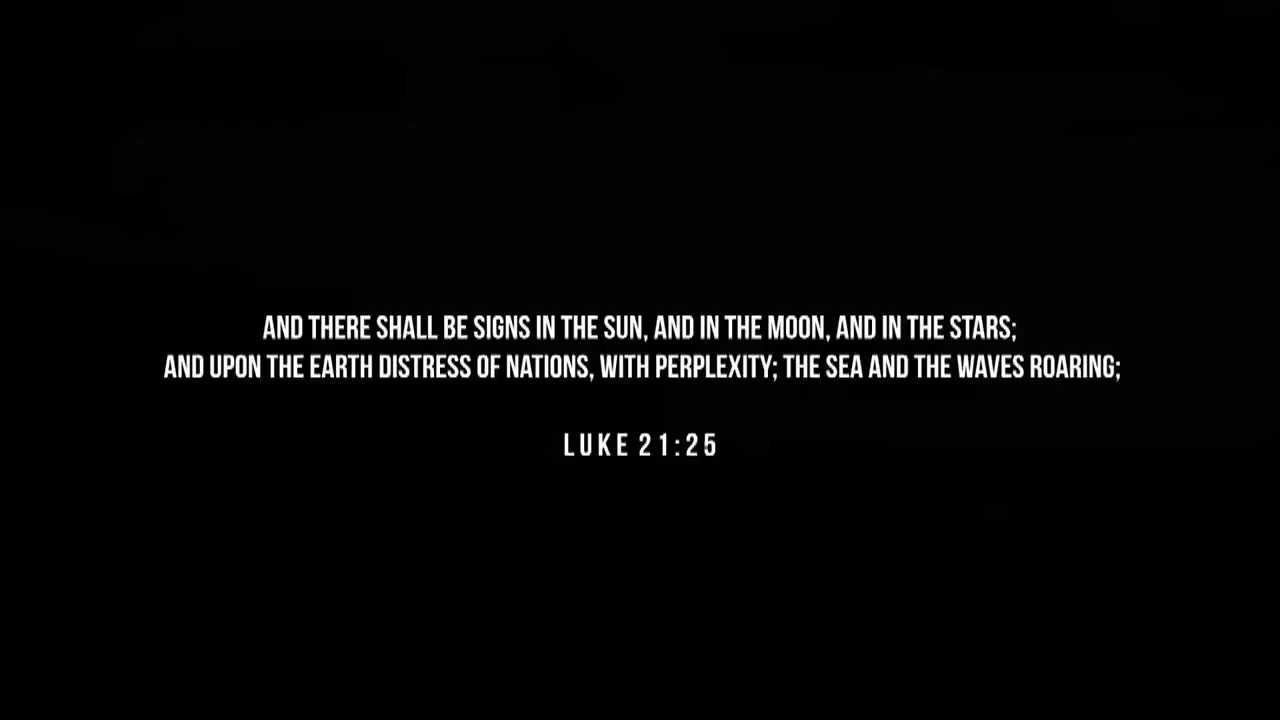 AND THERE SHALL BE SIGNS IN THE SUN, AND IN THE MOON, AND IN THE STARS;
AND UPON THE EARTH DISTRESS OF NATIONS, WITH PERPLEXITY; THE SEA AND THE WAVES ROARING;
LUKE 21:25